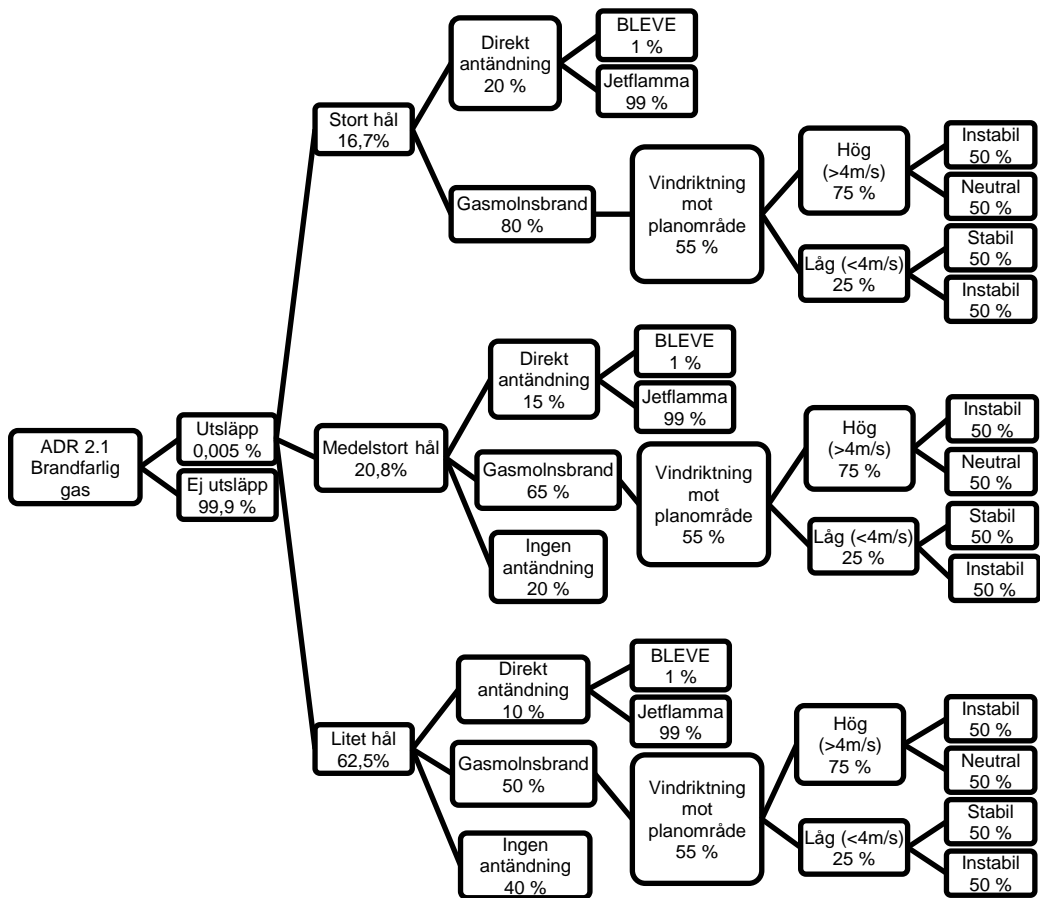 ADR 2.1
Brandfarlig
gas
Utsläpp
0,005 %
Ej utsläpp
99,9 %
Stort hål
16,7%
Direkt
antändning
20 %
BLEVE
1 %
Jetflamma
99 %
Gasmolnsbrand
80 %
Vindriktning
mot
planområde
55 %
Hög
(>4m/s)
75 %
Instabil
50 %
Neutral
50 %
Låg (<4m/s)
25 %
Stabil
50 %
Instabil
50 %
Medelstort hål
20,8%
Direkt
antändning
15 %
BLEVE
1 %
Jetflamma
99 %
Gasmolnsbrand
65 %
Vindriktning
mot
planområde
55 %
Hög
(>4m/s)
75 %
Instabil
50 %
Neutral
50 %
Låg (<4m/s)
25 %
Stabil
50 %
Instabil
50 %
Ingen
antändning
20 %
Litet hål
62,5%
Direkt
antändning
10 %
BLEVE
1 %
Jetflamma
99 %
Gasmolnsbrand
50 %
Vindriktning
mot
planområde
55 %
Hög
(>4m/s)
75 %
Instabil
50 %
Neutral
50 %
Låg (<4m/s)
25 %
Stabil
50 %
Instabil
50 %
Ingen
antändning
40 %